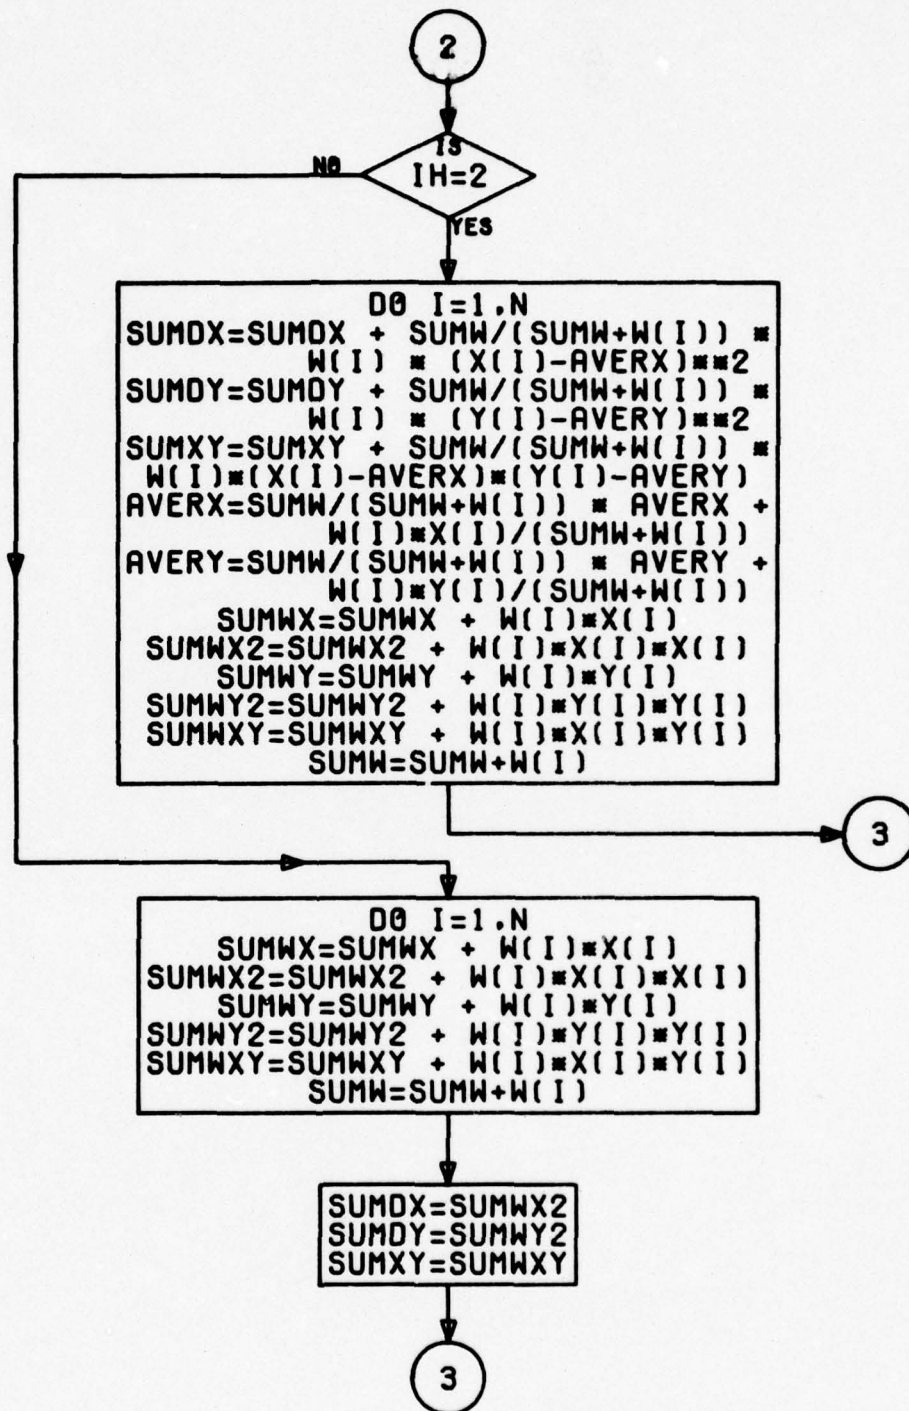 2
IS
IH=2
NO
YES
DO I=1,N
SUMDX=SUMDX + SUMW/(SUMW+W(I)) *
W(I) * (X(I)-AVERX)**2
SUMDY=SUMDY + SUMW/(SUMW+W(I)) *
W(I) * (Y(I)-AVERY)**2
SUMXY=SUMXY + SUMW/(SUMW+W(I)) *
W(I)*(X(I)-AVERX)*(Y(I)-AVERY)
AVERX=SUMW/(SUMW+W(I)) * AVERX +
W(I)*X(I)/(SUMW+W(I))
AVERY=SUMW/(SUMW+W(I)) * AVERY +
W(I)*Y(I)/(SUMW+W(I))
SUMWX=SUMWX + W(I)*X(I)
SUMWX2=SUMWX2 + W(I)*X(I)*X(I)
SUMWY=SUMWY + W(I)*Y(I)
SUMWY2=SUMWY2 + W(I)*Y(I)*Y(I)
SUMWXY=SUMWXY + W(I)*X(I)*Y(I)
SUMW=SUMW+W(I)
3
DO I=1,N
SUMWX=SUMWX + W(I)*X(I)
SUMWX2=SUMWX2 + W(I)*X(I)*X(I)
SUMWY=SUMWY + W(I)*Y(I)
SUMWY2=SUMWY2 + W(I)*Y(I)*Y(I)
SUMWXY=SUMWXY + W(I)*X(I)*Y(I)
SUMW=SUMW+W(I)
SUMDX=SUMWX2
SUMDY=SUMWY2
SUMXY=SUMWXY
3